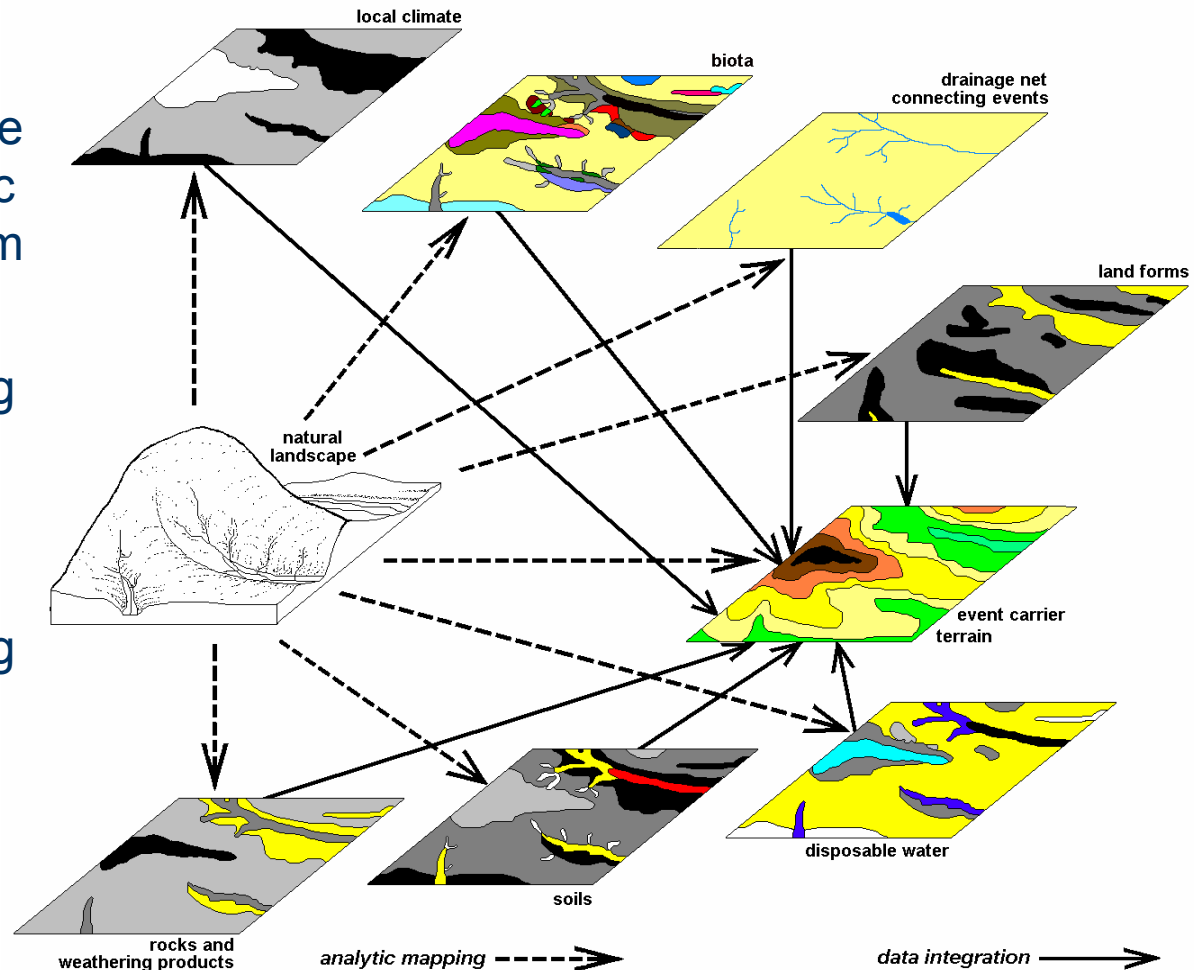 local climate
biota
drainage net
connecting events
e
c
m
land forms
g
natural
landscape
event carrier
terrain
g
disposable water
soils
rocks and
weathering products
analytic mapping
data integration